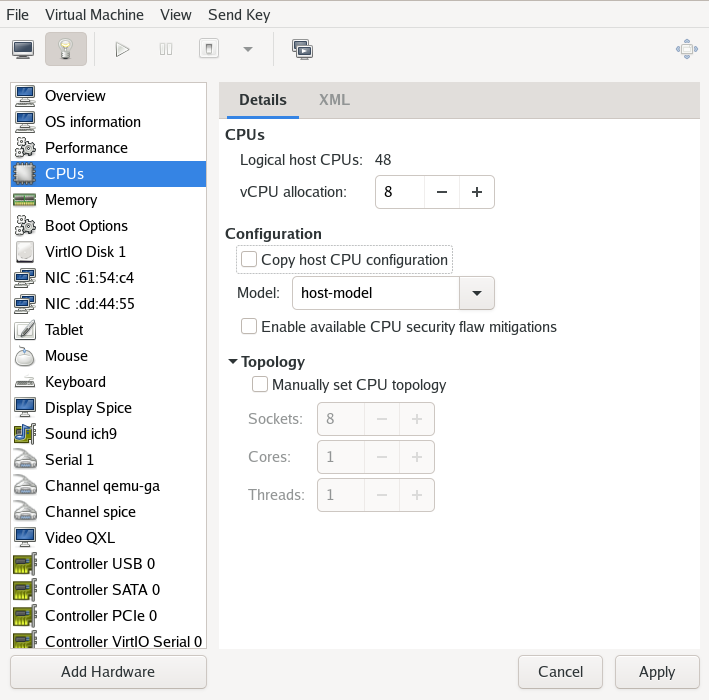 File Virtual Machine View Send Key
Overview
OS information
Performance
CPUs
Memory
Boot Options
VirtIO Disk 1
NIC :61:54:c4
NIC :dd:44:55
Tablet
Mouse
Keyboard
Display Spice
Sound ich9
Serial 1
Channel qemu-ga
Channel spice
Video QXL
Controller USB 0
Controller SATA 0
Controller PCIe 0
Controller VirtIO Serial 0
Add Hardware
Details XML
CPUs
Logical host CPUs: 48
vCPU allocation: 8
Configuration
Copy host CPU configuration
Model: host-model
Enable available CPU security flaw mitigations
Topology
Manually set CPU topology
Sockets: 8
Cores: 1
Threads: 1
Cancel Apply